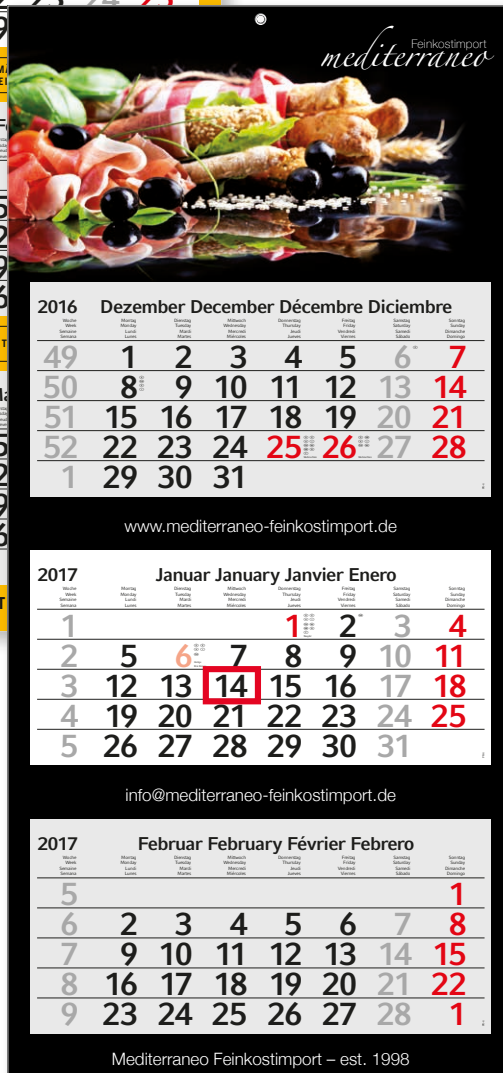 Feinkostimport
mediterraneo
2016 Dezember December Décembre Diciembre
Woche Montag Dienstag Mittwoch Donnerstag Freitag Samstag Sonntag
Week Monday Tuesday Wednesday Thursday Friday Saturday Sunday
Semaine Lundi Mardi Mercredi Jeudi Vendredi Samedi Dimanche
Semana Lunes Martes Miércoles Jueves Viernes Sábado Domingo
49 1 2 3 4 5 6 7
50 8 9 10 11 12 13 14
51 15 16 17 18 19 20 21
52 22 23 24 25 26 27 28
1 29 30 31
www.mediterraneo-feinkostimport.de
2017 Januar January Janvier Enero
Woche Montag Dienstag Mittwoch Donnerstag Freitag Samstag Sonntag
Week Monday Tuesday Wednesday Thursday Friday Saturday Sunday
Semaine Lundi Mardi Mercredi Jeudi Vendredi Samedi Dimanche
Semana Lunes Martes Miércoles Jueves Viernes Sábado Domingo
1 1 2 3 4
2 5 6 7 8 9 10 11
3 12 13 14 15 16 17 18
4 19 20 21 22 23 24 25
5 26 27 28 29 30 31
info@mediterraneo-feinkostimport.de
2017 Februar February Février Febrero
Woche Montag Dienstag Mittwoch Donnerstag Freitag Samstag Sonntag
Week Monday Tuesday Wednesday Thursday Friday Saturday Sunday
Semaine Lundi Mardi Mercredi Jeudi Vendredi Samedi Dimanche
Semana Lunes Martes Miércoles Jueves Viernes Sábado Domingo
5 1
6 2 3 4 5 6 7 8
7 9 10 11 12 13 14 15
8 16 17 18 19 20 21 22
9 23 24 25 26 27 28 1
Mediterraneo Feinkostimport – est. 1998